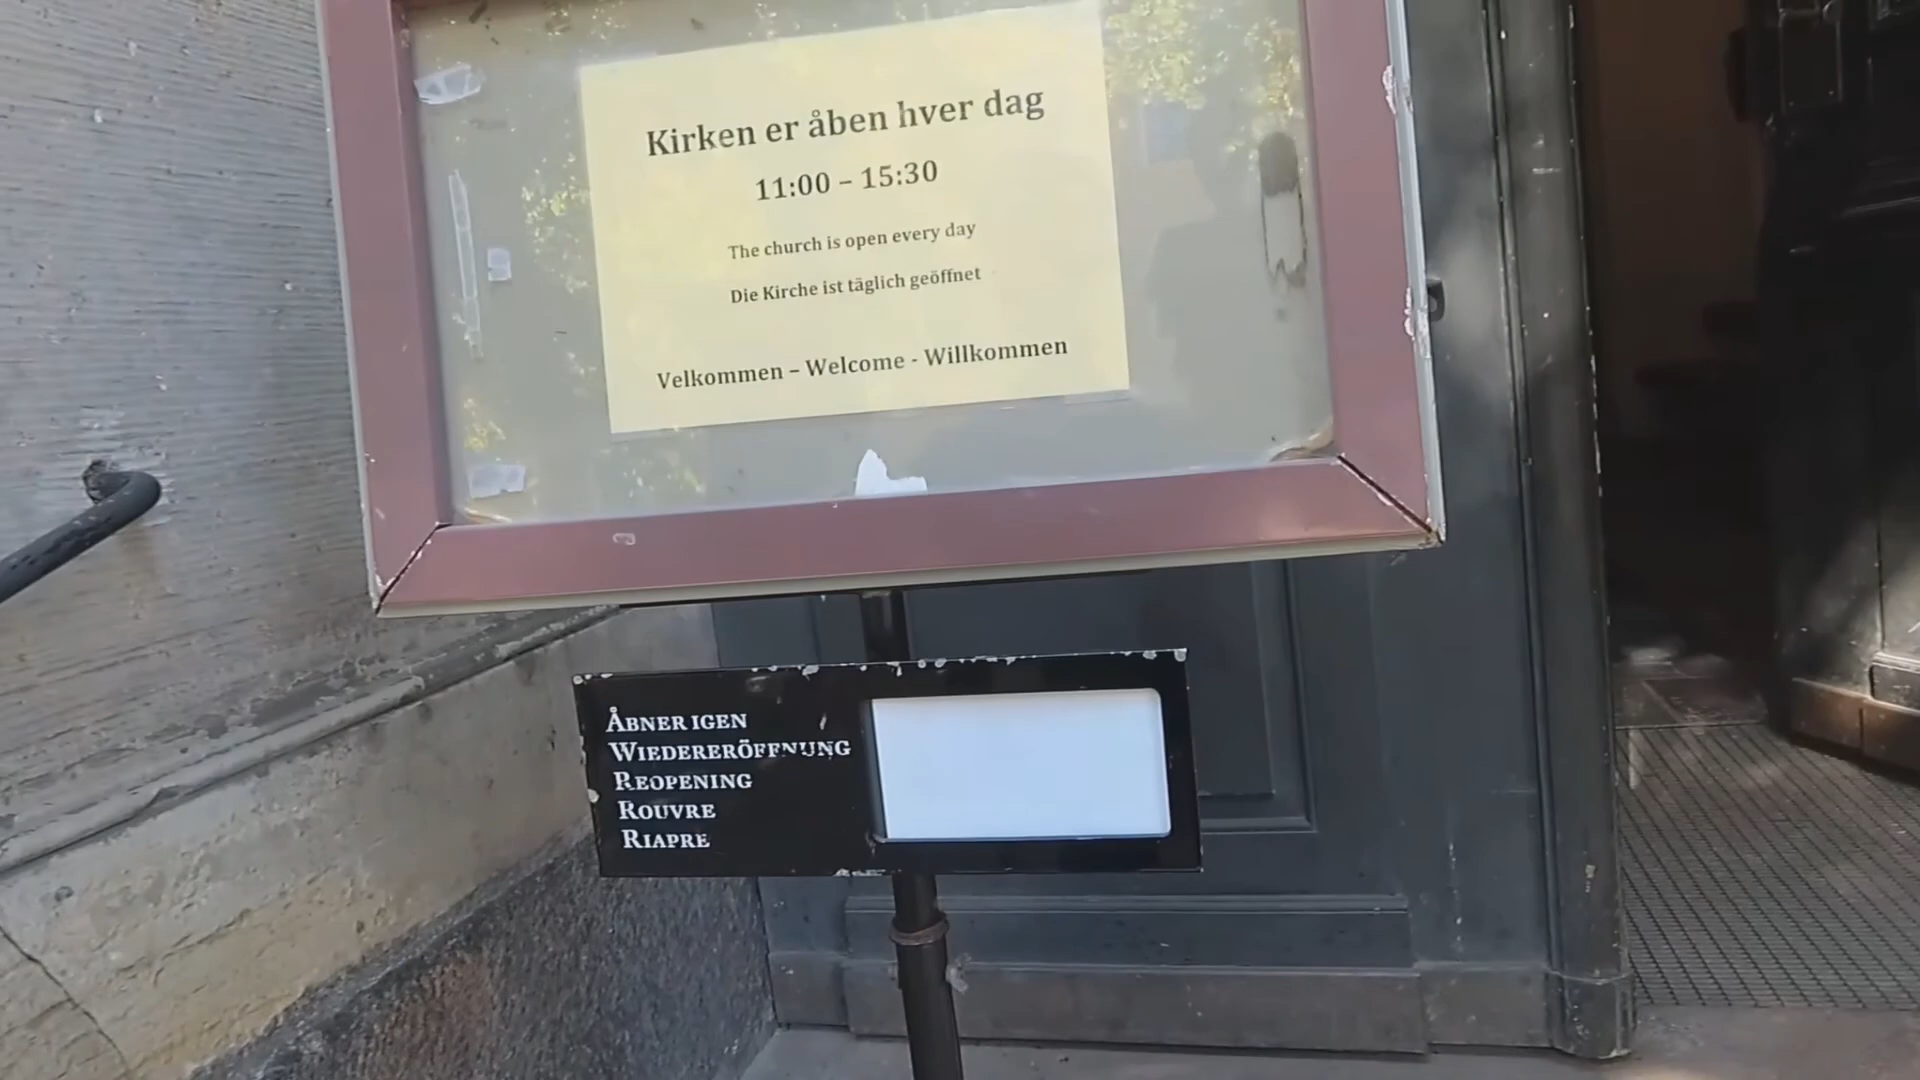 Kirken er åben hver dag
11:00 – 15:30
The church is open every day
Die Kirche ist täglich geöffnet
Velkommen – Welcome - Willkommen
ÅBNER IGEN
WIEDERERÖFFNUNG
REOPENING
ROUVRE
RIAPRE